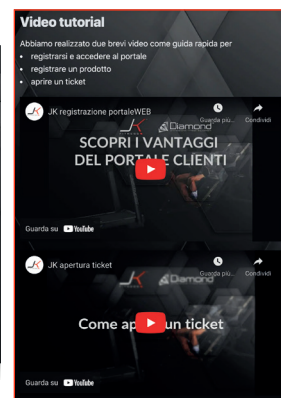 Video tutorial
Abbiamo realizzato due brevi video come guida rapida per
• registrarsi e accedere al portale
• registrare un prodotto
• aprire un ticket
JK registrazione portaleWEB
Guarda più...
Condividi
JK
Diamond
SCOPRI I VANTAGGI
DEL PORTALE CLIENTI
Guarda su YouTube
JK apertura ticket
Guarda più...
Condividi
JK
Diamond
Come un ticket
Guarda su YouTube